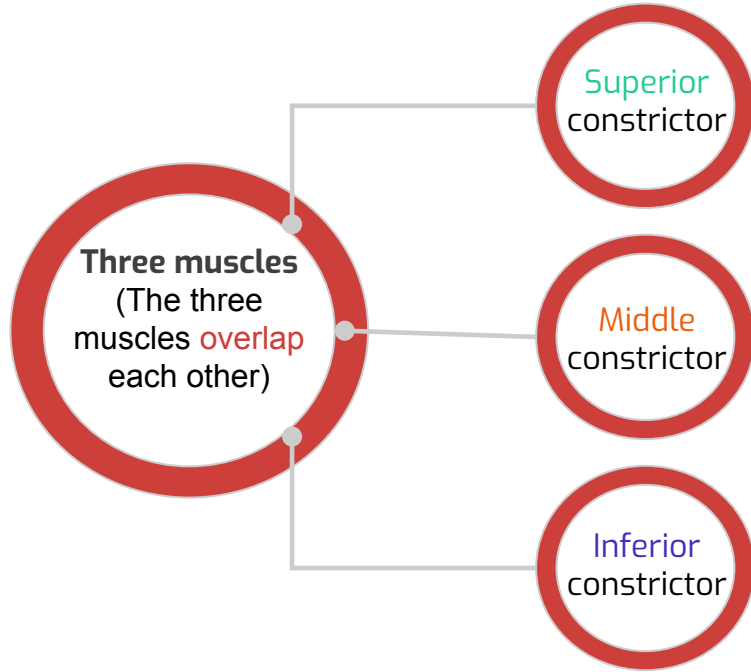 Three muscles
(The three
muscles overlap
each other)
Superior
constrictor
Middle
constrictor
Inferior
constrictor